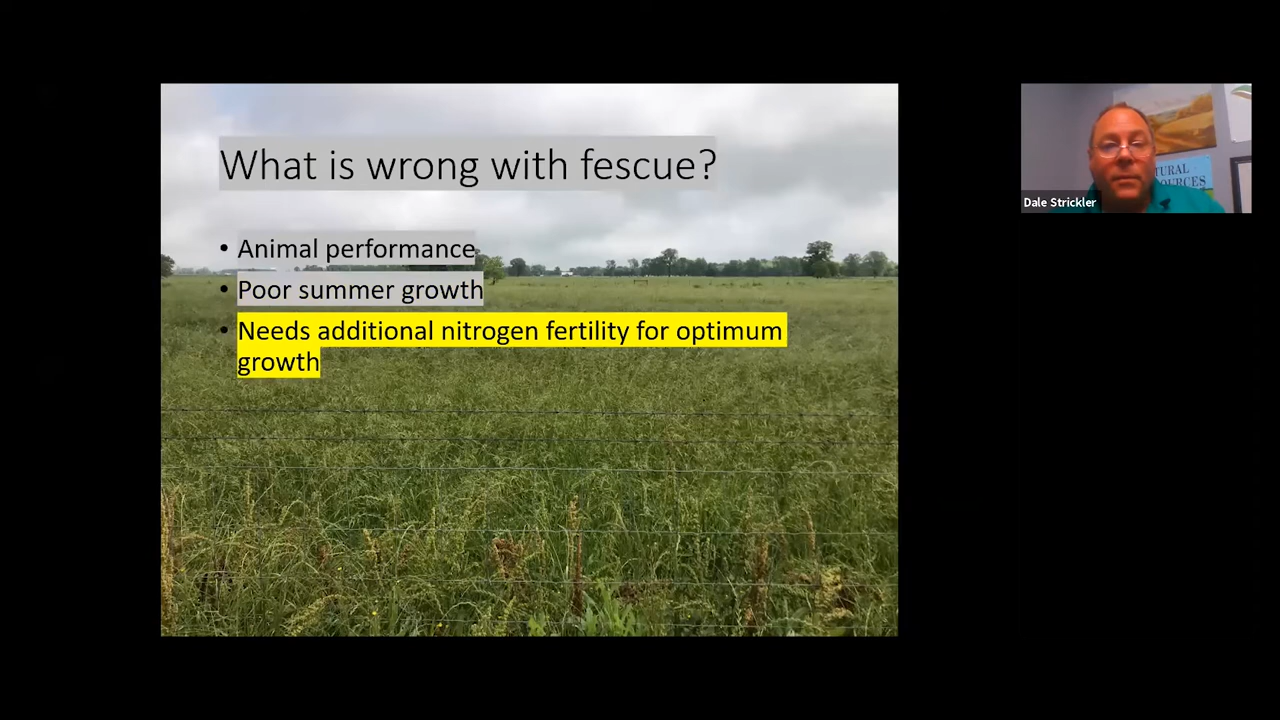 What is wrong with fescue?
• Animal performance
• Poor summer growth
• Needs additional nitrogen fertility for optimum
growth
TURAL
Dale Strickler